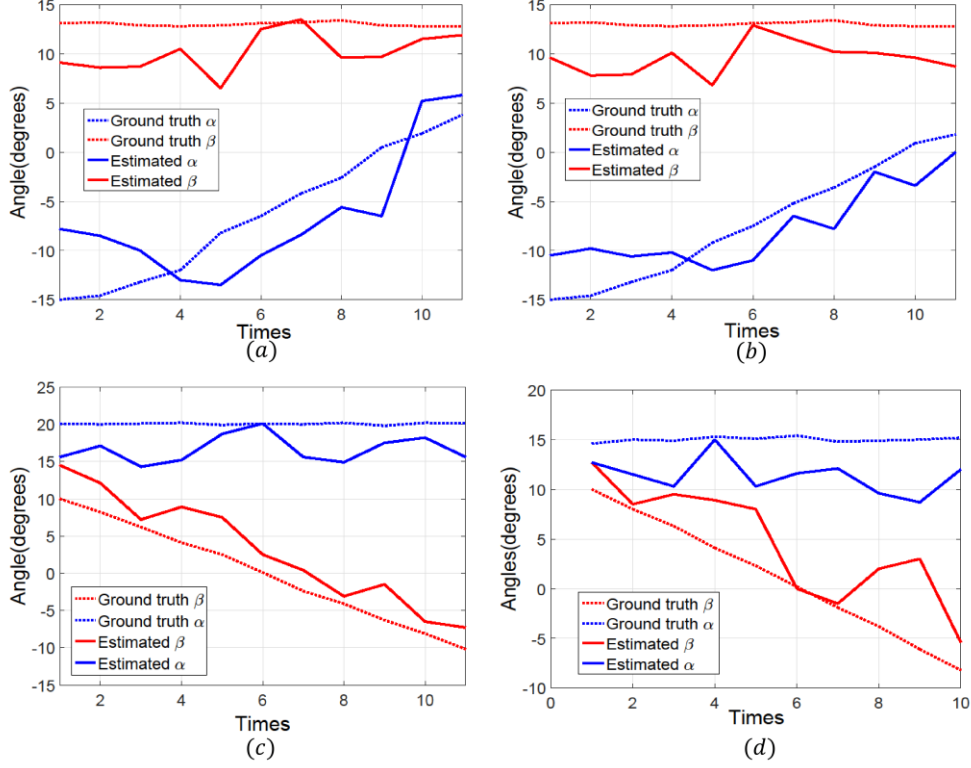 15
10
5
0
-5
-10
-15
Angle(degrees)
Ground truth α
Ground truth β
Estimated α
Estimated β
2 4 6 8 10
Times
(a)
15
10
5
0
-5
-10
-15
Angle(degrees)
Ground truth α
Ground truth β
Estimated α
Estimated β
2 4 6 8 10
Times
(b)
25
20
15
10
5
0
-5
-10
-15
Angle(degrees)
Ground truth β
Ground truth α
Estimated β
Estimated α
2 4 6 8 10
Times
(c)
20
15
10
5
0
-5
-10
Angles(degrees)
Ground truth β
Ground truth α
Estimated β
Estimated α
0 2 4 6 8 10
Times
(d)